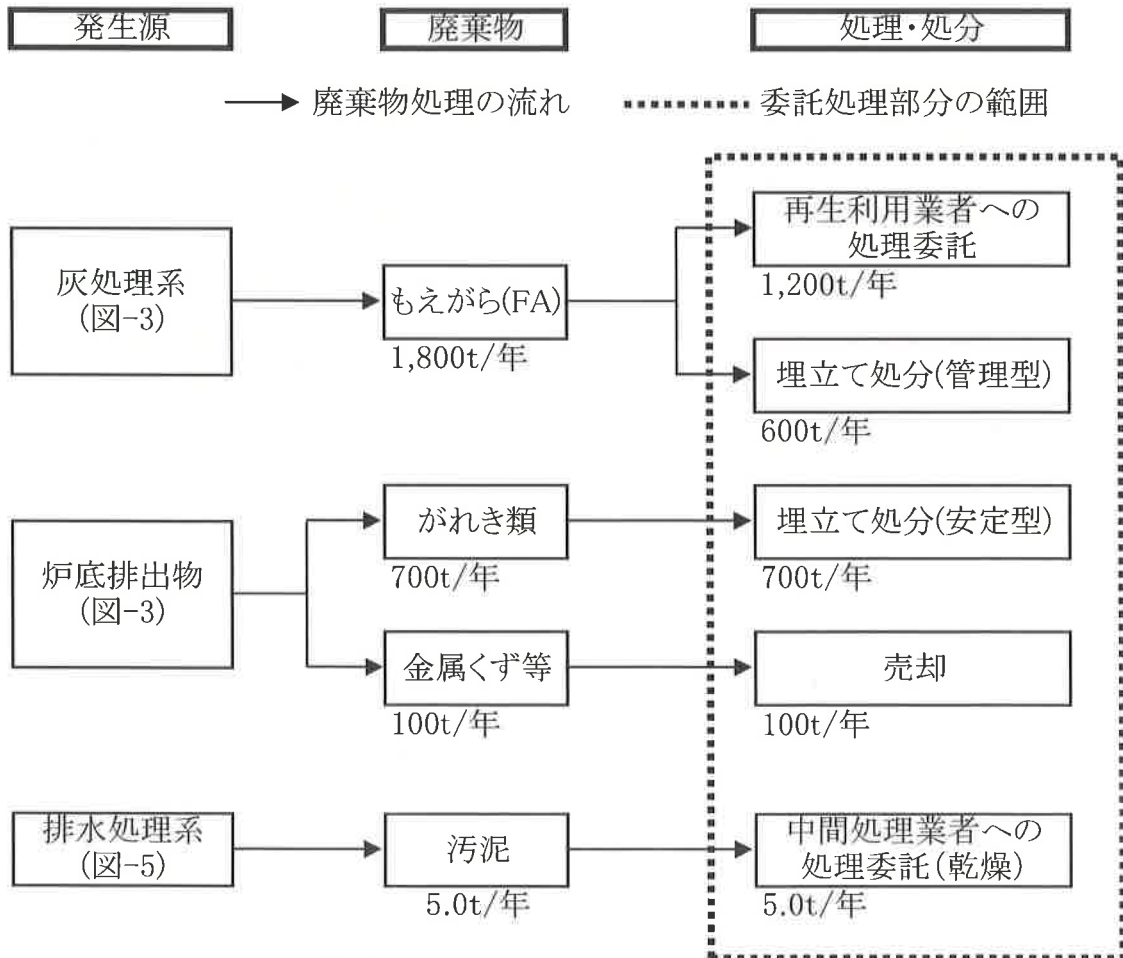 発生源
廃棄物
処理・処分
廃棄物処理の流れ
委託処理部分の範囲
灰処理系
(図-3)
もえがら(FA)
1,800t/年
再生利用業者への
処理委託
1,200t/年
埋立て処分(管理型)
600t/年
炉底排出物
(図-3)
がれき類
700t/年
埋立て処分(安定型)
700t/年
金属くず等
100t/年
売却
100t/年
排水処理系
(図-5)
汚泥
5.0t/年
中間処理業者への
処理委託(乾燥)
5.0t/年